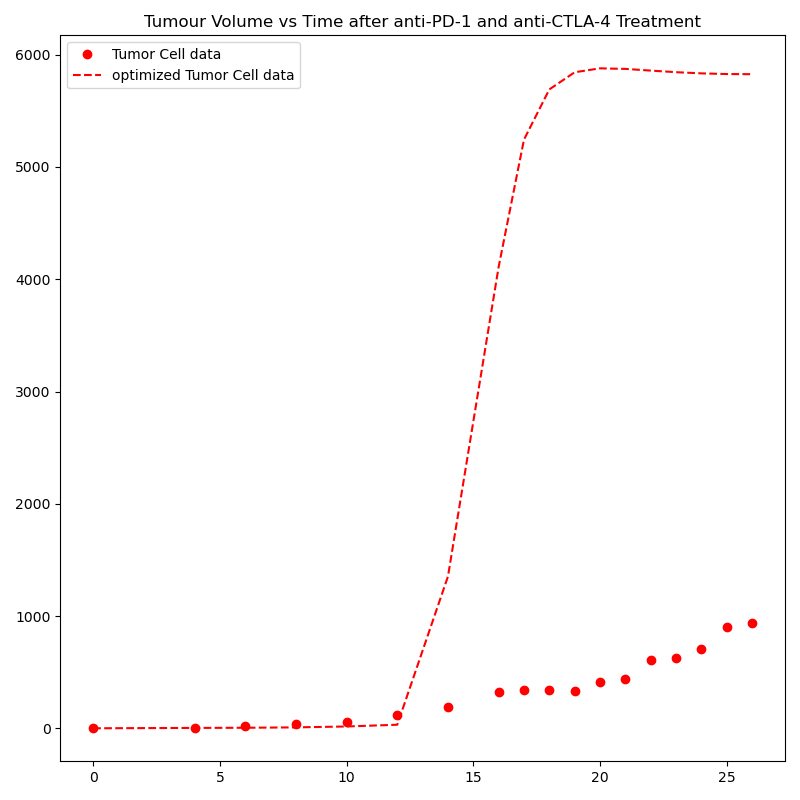 Tumour Volume vs Time after anti-PD-1 and anti-CTLA-4 Treatment
Tumor Cell data
optimized Tumor Cell data
6000
5000
4000
3000
2000
1000
0
0 5 10 15 20 25